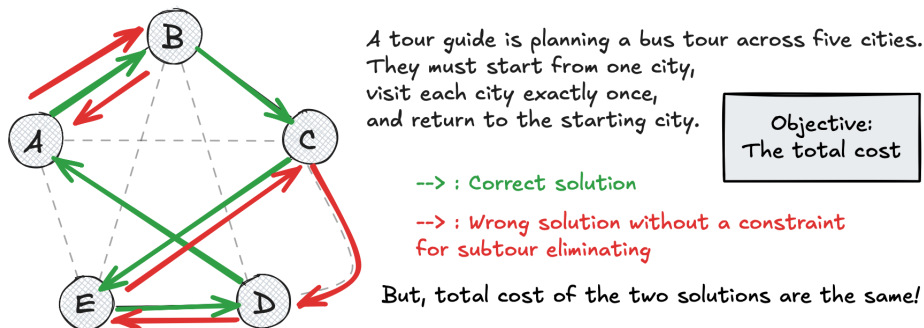 B
A
C
E
D
A tour guide is planning a bus tour across five cities.
They must start from one city,
visit each city exactly once,
and return to the starting city.
Objective:
The total cost
--> : Correct solution
--> : Wrong solution without a constraint
for subtour eliminating
But, total cost of the two solutions are the same!